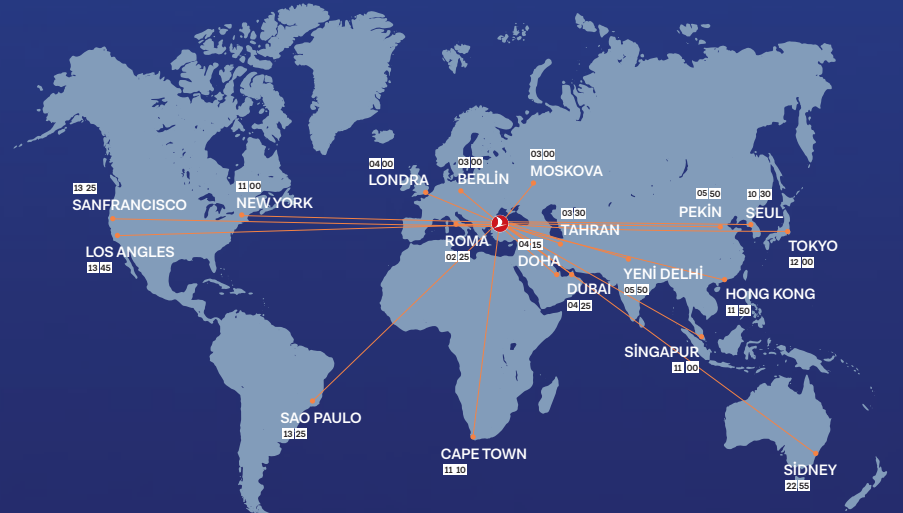 04 00
LONDRA
03 00
BERLİN
03 00
MOSKOVA
13 25
SANFRANCISCO
11 00
NEW YORK
05 50
PEKİN
10 30
SEUL
03 30
TAHRAN
ROMA
02 25
04 15
DOHA
LOS ANGLES
13 45
TOKYO
12 00
YENİ DELHİ
05 50
DUBAİ
04 25
HONG KONG
11 50
SİNGAPUR
11 00
SAO PAULO
13 25
CAPE TOWN
11 10
SİDNEY
22 55